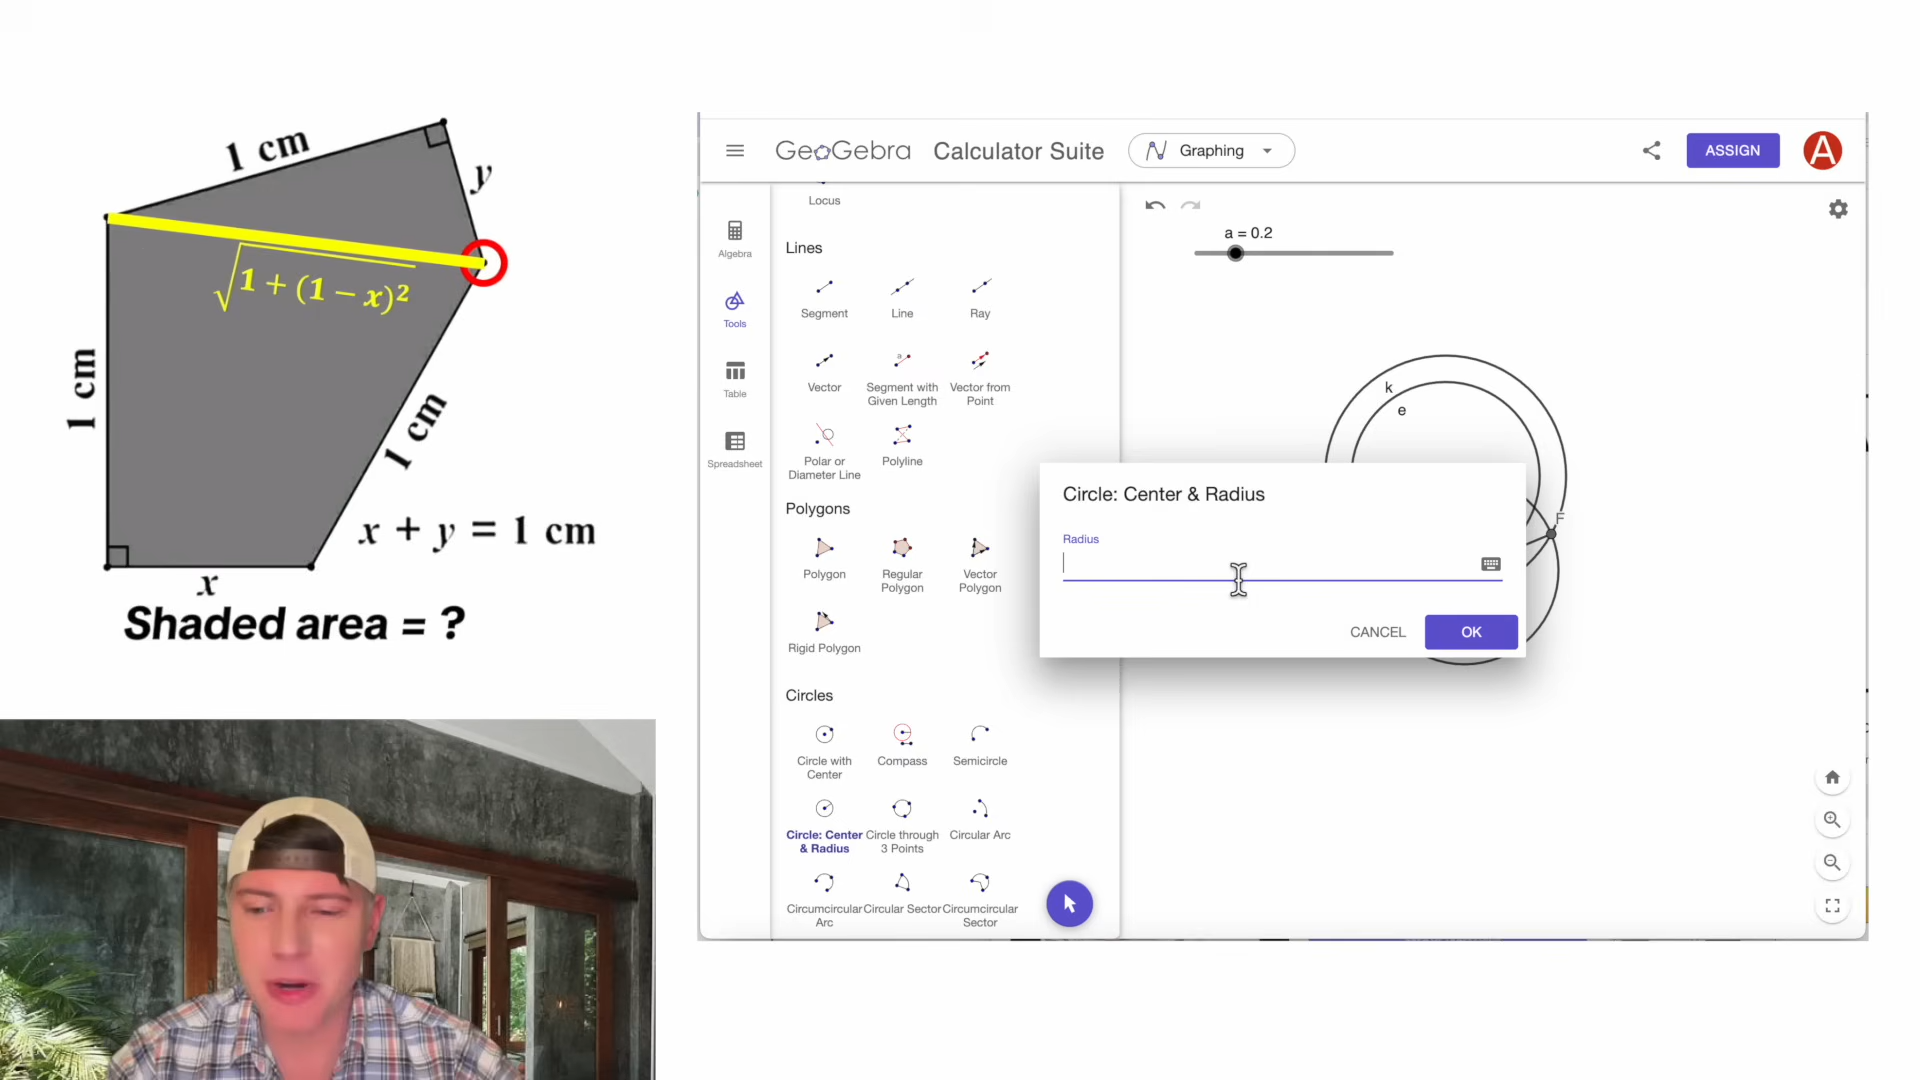 1 cm
y
√1 + (1 − x)²
1 cm
1 cm
x + y = 1 cm
x
Shaded area = ?
GeoGebra Calculator Suite
Graphing
ASSIGN
A
Algebra
Tools
Table
Spreadsheet
Locus
Lines
Segment
Line
Ray
Vector
Segment with
Given Length
Vector from
Point
Polar or
Diameter Line
Polyline
Polygons
Polygon
Regular
Polygon
Vector
Polygon
Rigid Polygon
Circles
Circle with
Center
Compass
Semicircle
Circle: Center
& Radius
Circle through
3 Points
Circular Arc
Circumcircular
Arc
Circular Sector
Circumcircular
Sector
a = 0.2
k
e
F
Circle: Center & Radius
Radius
CANCEL
OK